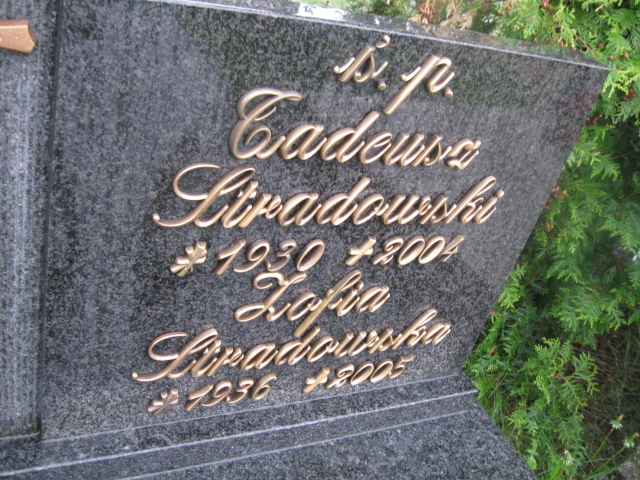 ś. p.
Tadeusz
Stradowski
* 1930 + 2004
Zofia
Stradowska
* 1936 + 2005